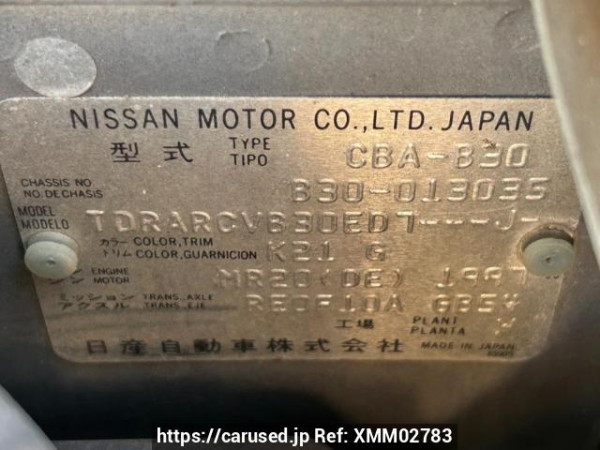 NISSAN MOTOR CO.,LTD. JAPAN
型式 TYPE TIPO CBA-B30
CHASSIS NO NO. DE CHASIS B30-013035
MODEL MODELO TDRARCVB30ED7----J-
カラー COLOR, TRIM
トリム COLOR, GUARNICION K21 G
ENGINE MOTOR MR20(DE) 1997
ミッション TRANS. AXLE
アクスル TRANS. EJE RE0F10A GB54
工場 PLANT PLANTA
日産自動車株式会社 MADE IN JAPAN
https://carused.jp Ref: XMM02783